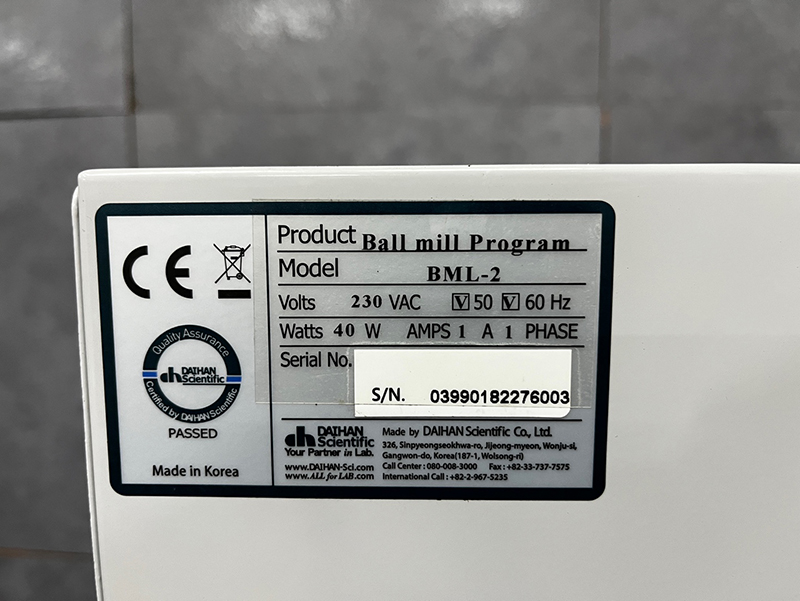 CE
Quality Assurance
dh DAIHAN Scientific
Certified by DAIHAN Scientific
PASSED
Made in Korea
Product Ball mill Program
Model BML-2
Volts 230 VAC V 50 V 60 Hz
Watts 40 W AMPS 1 A 1 PHASE
Serial No.
S/N. 03990182276003
dh DAIHAN Scientific
Your Partner in Lab.
www.DAIHAN-Sci.com
www.ALL for LAB.com
Made by DAIHAN Scientific Co., Ltd.
326, Sinpyeongseokhwa-ro, Jijeong-myeon, Wonju-si,
Gangwon-do, Korea(187-1, Wolsong-ri)
Call Center : 080-008-3000 Fax : +82-33-737-7575
International Call : +82-2-967-5235